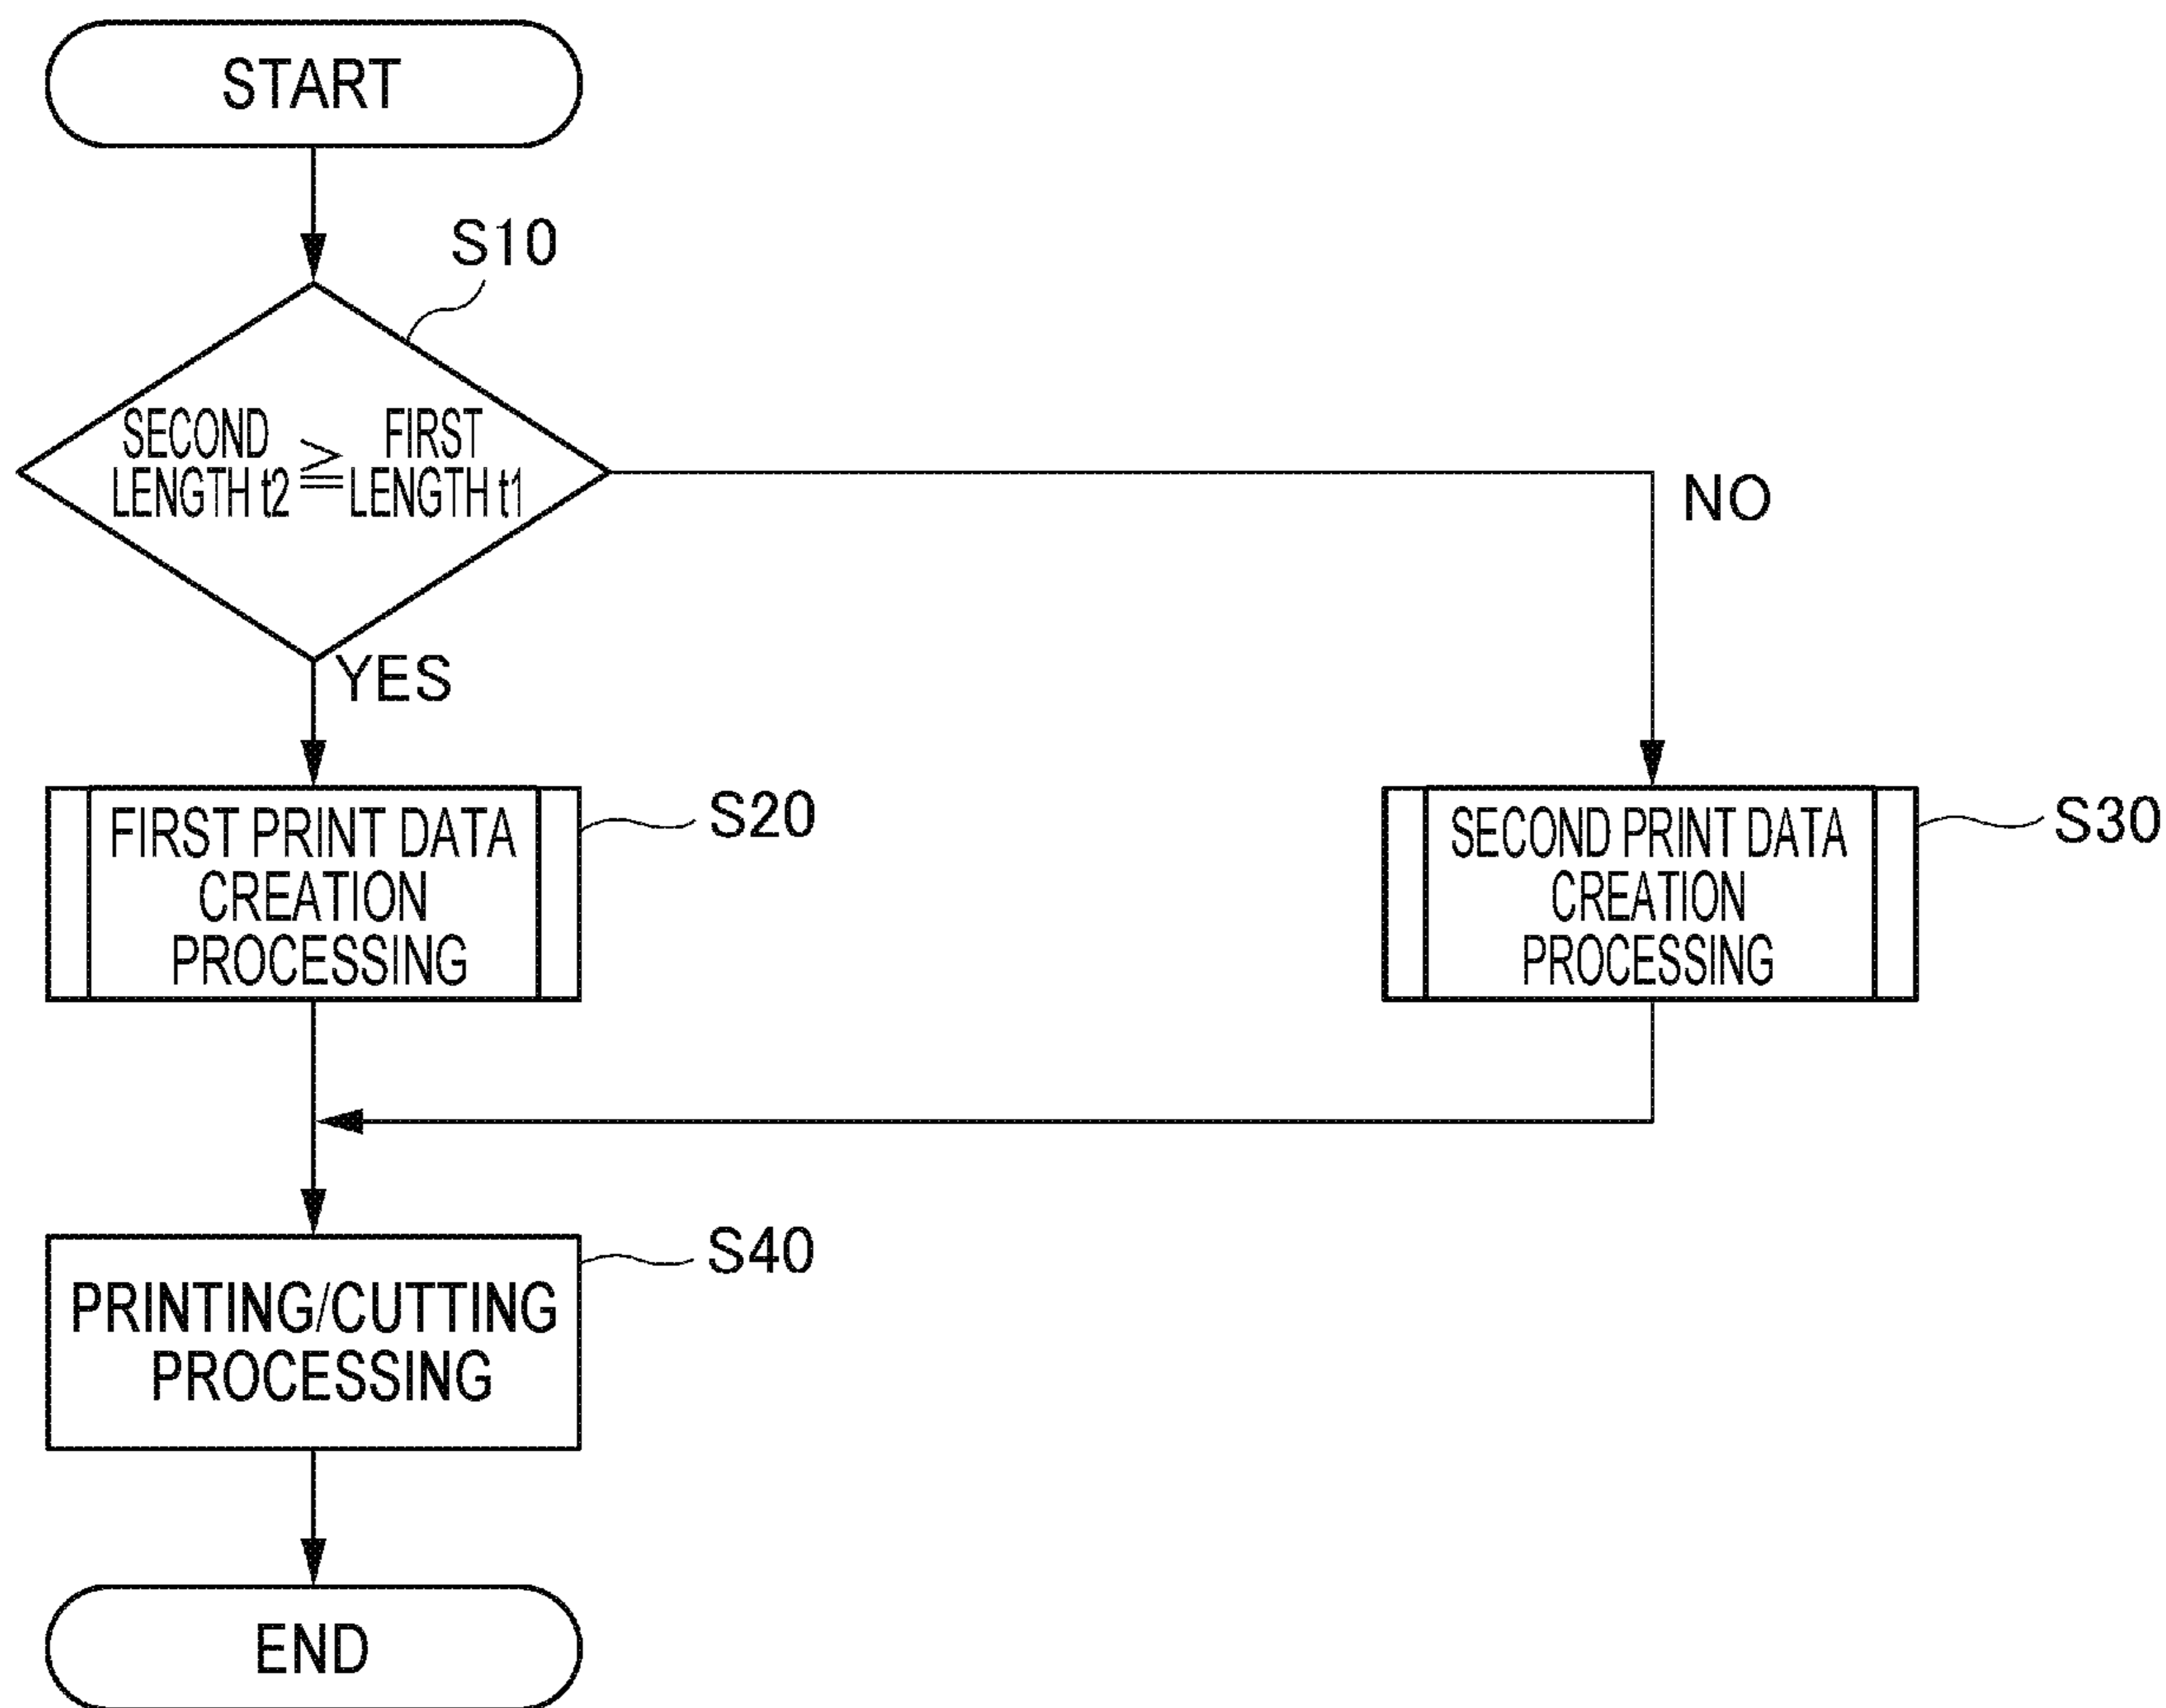 START
S10
SECOND LENGTH t2 ≧ FIRST LENGTH t1
NO
YES
FIRST PRINT DATA
CREATION
PROCESSING
S20
SECOND PRINT DATA
CREATION
PROCESSING
S30
PRINTING/CUTTING
PROCESSING
S40
END